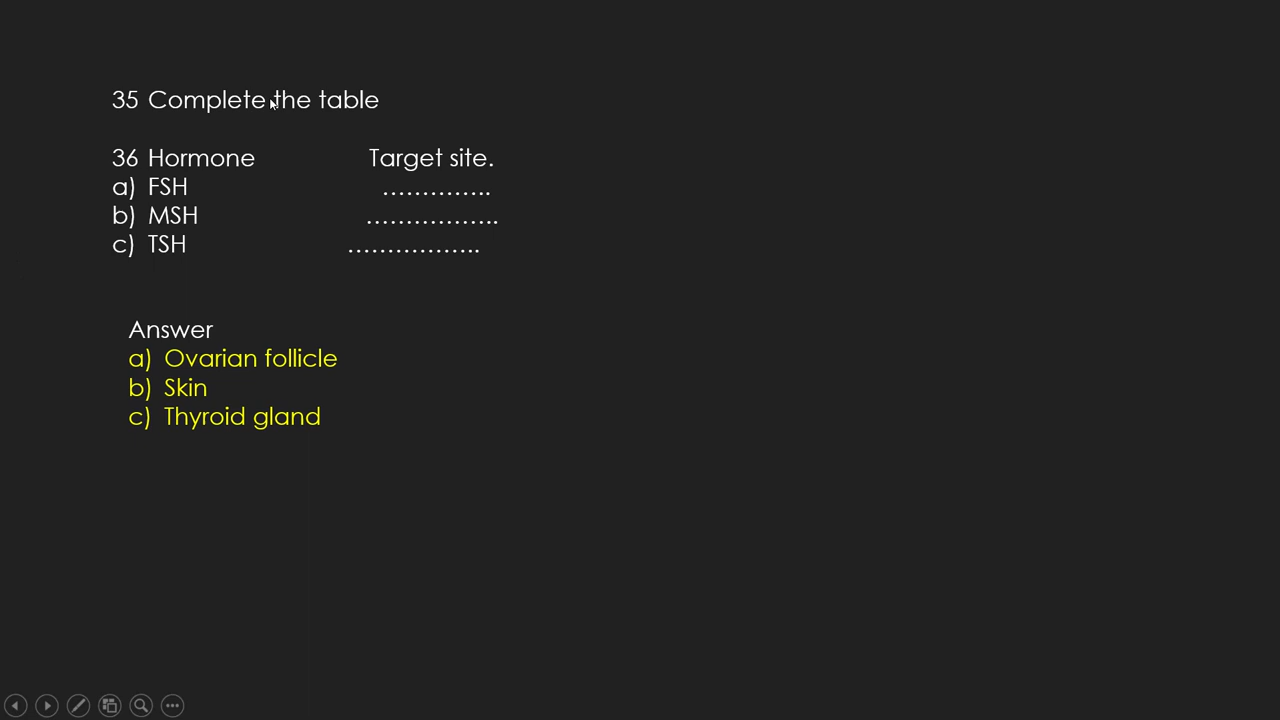 35 Complete the table
36 Hormone Target site.
a) FSH …………..
b) MSH ……………..
c) TSH ……………..
Answer
a) Ovarian follicle
b) Skin
c) Thyroid gland